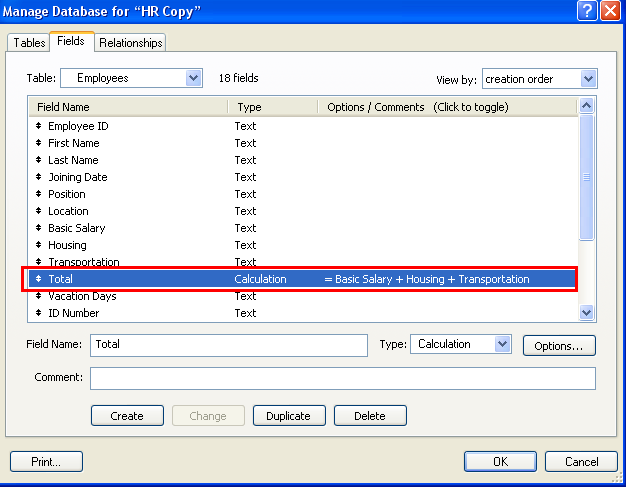 Manage Database for “HR Copy”
Tables Fields Relationships
Table: Employees 18 fields View by: creation order
Field Name Type Options / Comments (Click to toggle)
Employee ID Text
First Name Text
Last Name Text
Joining Date Text
Position Text
Location Text
Basic Salary Text
Housing Text
Transportation Text
Total Calculation = Basic Salary + Housing + Transportation
Vacation Days Text
ID Number Text
Field Name: Total Type: Calculation Options...
Comment:
Create Change Duplicate Delete
Print... OK Cancel